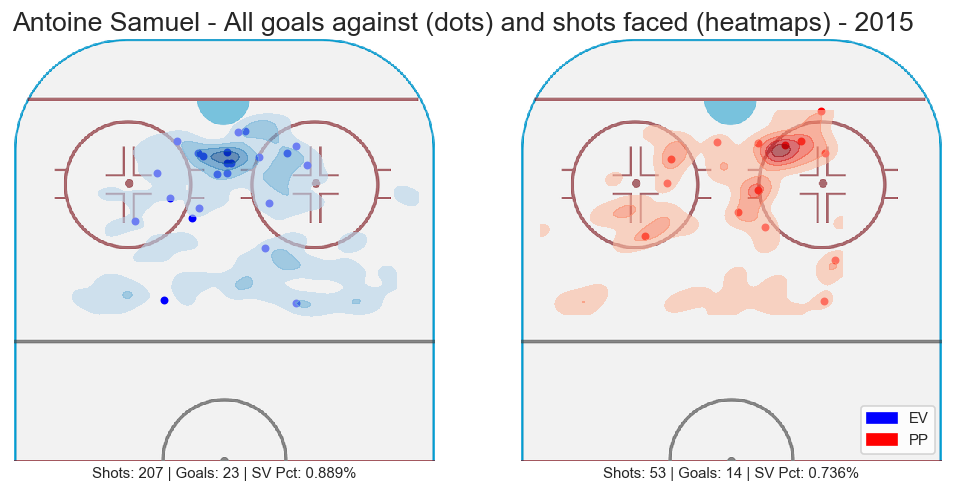 Antoine Samuel - All goals against (dots) and shots faced (heatmaps) - 2015
EV
PP
Shots: 207 | Goals: 23 | SV Pct: 0.889%
Shots: 53 | Goals: 14 | SV Pct: 0.736%